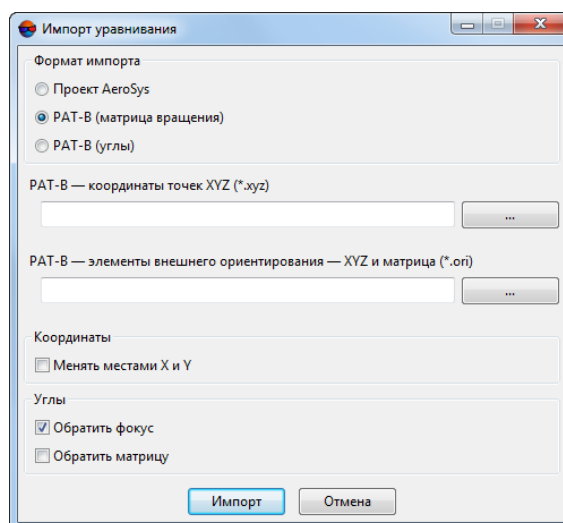 Импорт уравнивания
Формат импорта
Проект AeroSys
PAT-B (матрица вращения)
PAT-B (углы)
PAT-B — координаты точек XYZ (*.xyz)
...
PAT-B — элементы внешнего ориентирования — XYZ и матрица (*.ori)
...
Координаты
Менять местами X и Y
Углы
Обратить фокус
Обратить матрицу
Импорт Отмена